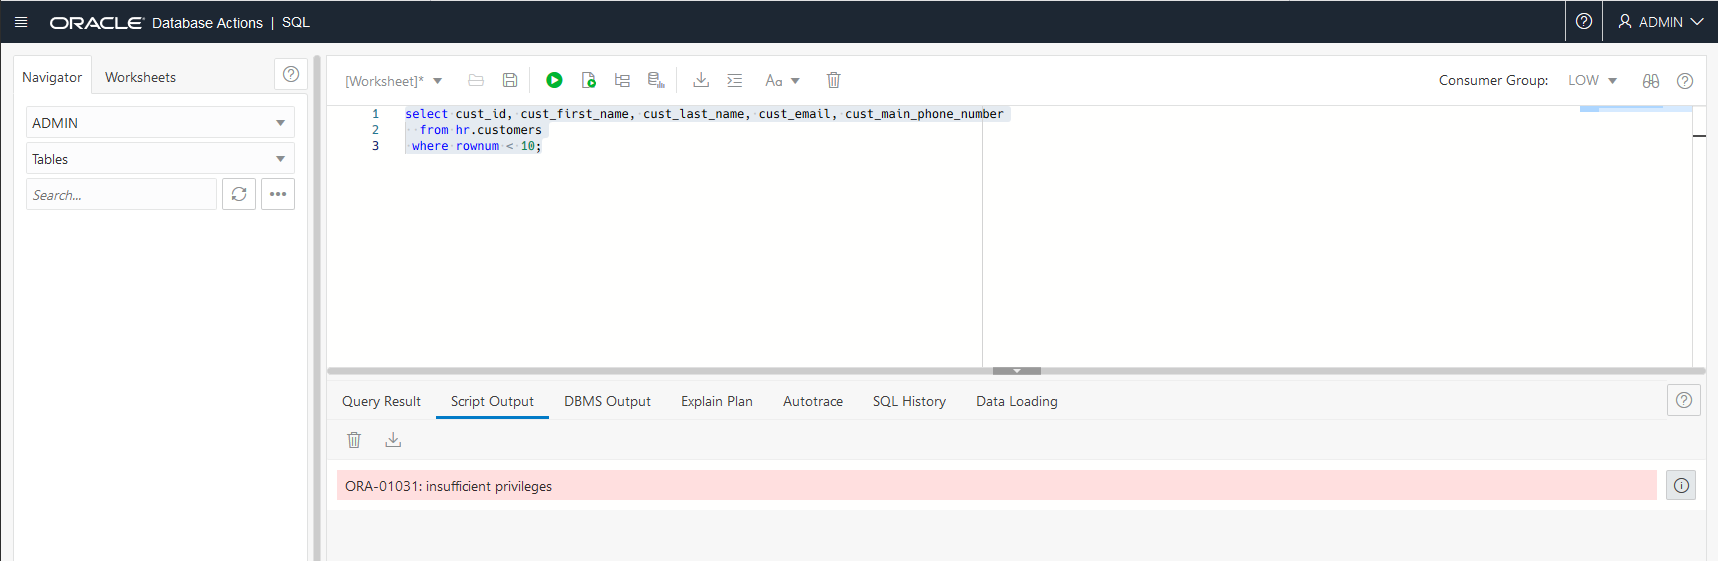 ORACLE Database Actions | SQL
ADMIN
Navigator Worksheets
ADMIN
Tables
Search...
[Worksheet]* Aa Consumer Group: LOW
1 select cust_id, cust_first_name, cust_last_name, cust_email, cust_main_phone_number
2 from hr.customers
3 where rownum < 10;
Query Result Script Output DBMS Output Explain Plan Autotrace SQL History Data Loading
ORA-01031: insufficient privileges